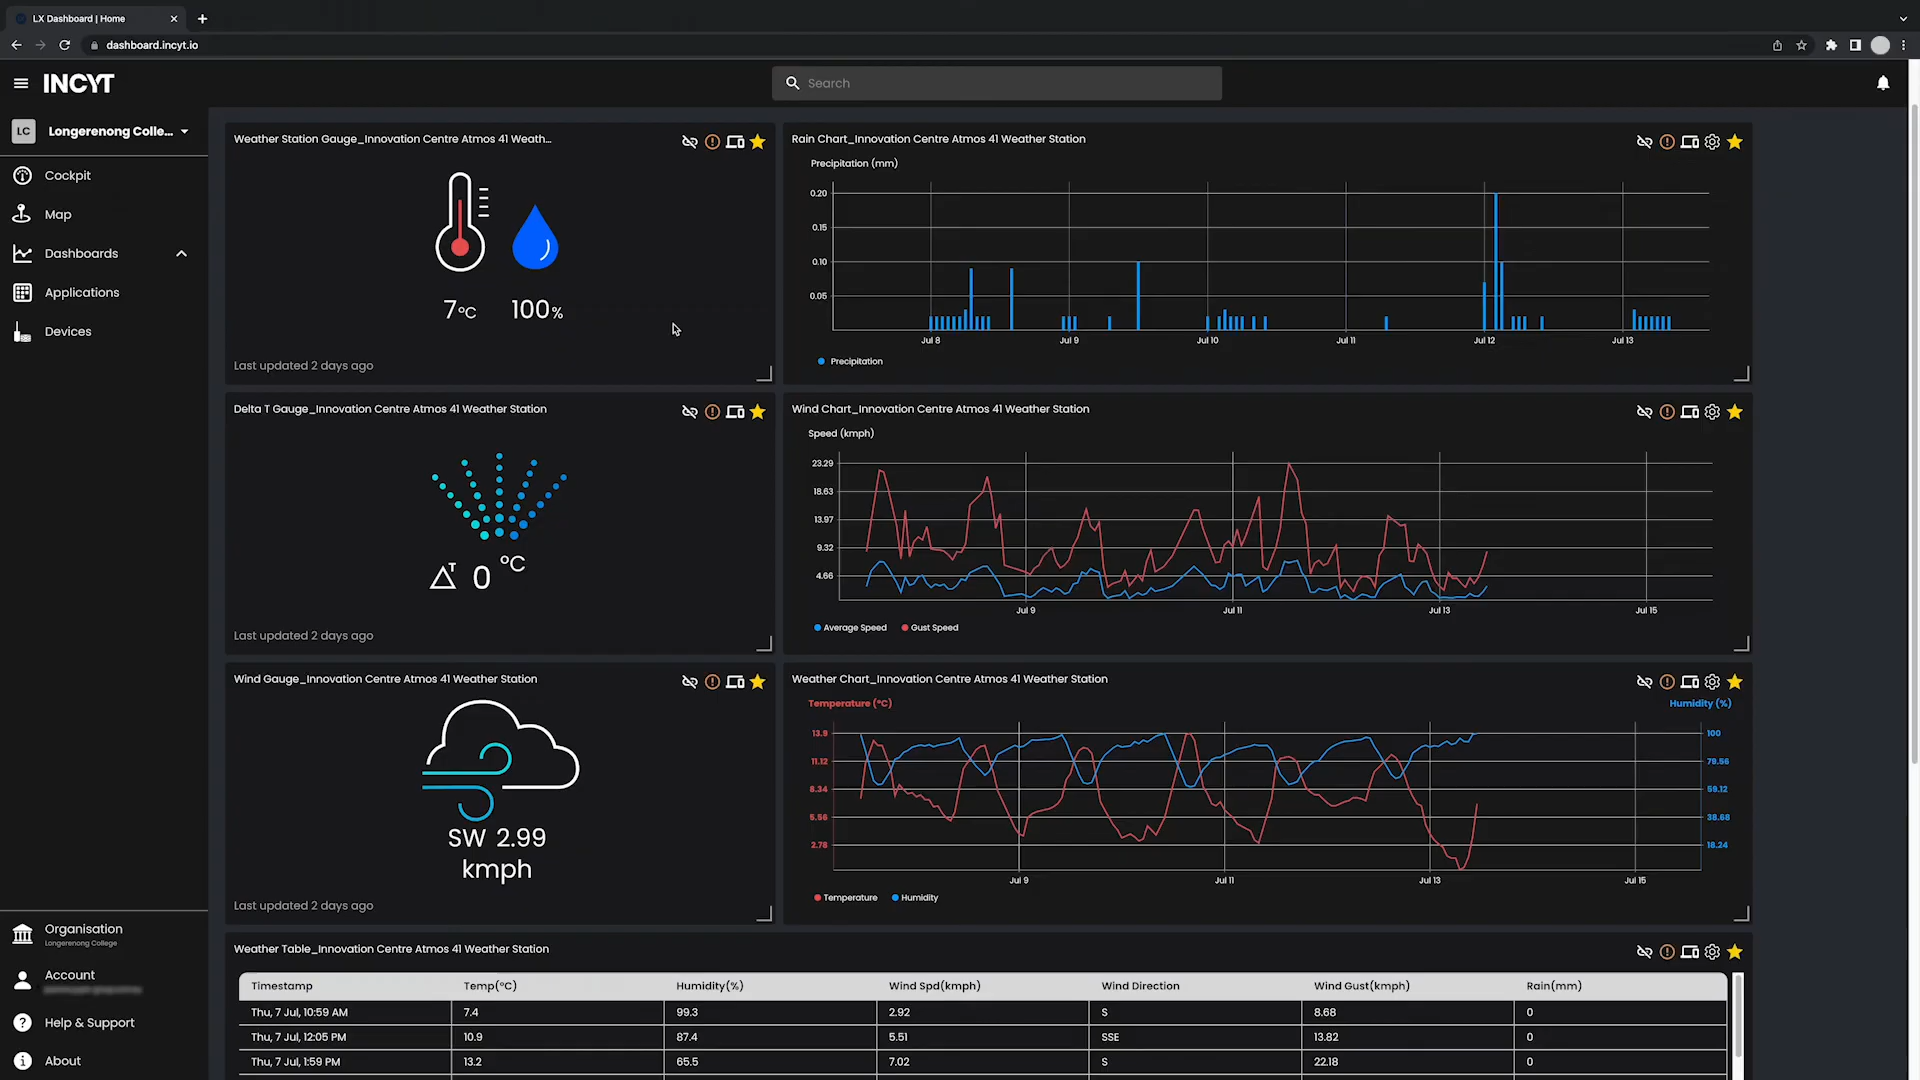 LX Dashboard | Home
dashboard.incyt.io
INCYT
Search
LC Longerenong Colle...
Cockpit
Map
Dashboards
Applications
Devices
Organisation
Longerenong College
Account
Help & Support
About
Weather Station Gauge_Innovation Centre Atmos 41 Weath...
7°C 100%
Last updated 2 days ago
Rain Chart_Innovation Centre Atmos 41 Weather Station
Precipitation (mm)
0.20
0.15
0.10
0.05
Jul 8 Jul 9 Jul 10 Jul 11 Jul 12 Jul 13
Precipitation
Delta T Gauge_Innovation Centre Atmos 41 Weather Station
ΔT 0 °C
Last updated 2 days ago
Wind Chart_Innovation Centre Atmos 41 Weather Station
Speed (kmph)
23.29
18.63
13.97
9.32
4.66
Jul 9 Jul 11 Jul 13 Jul 15
Average Speed Gust Speed
Wind Gauge_Innovation Centre Atmos 41 Weather Station
SW 2.99
kmph
Last updated 2 days ago
Weather Chart_Innovation Centre Atmos 41 Weather Station
Temperature (°C) Humidity (%)
13.9 100
11.12 79.56
8.34 59.12
5.56 38.68
2.78 18.24
Jul 9 Jul 11 Jul 13 Jul 15
Temperature Humidity
Weather Table_Innovation Centre Atmos 41 Weather Station
Timestamp Temp(°C) Humidity(%) Wind Spd(kmph) Wind Direction Wind Gust(kmph) Rain(mm)
Thu, 7 Jul, 10:59 AM 7.4 99.3 2.92 S 8.68 0
Thu, 7 Jul, 12:05 PM 10.9 87.4 5.51 SSE 13.82 0
Thu, 7 Jul, 1:59 PM 13.2 65.5 7.02 S 22.18 0